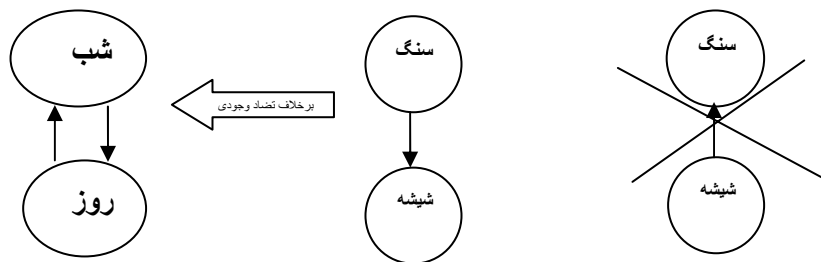 سنگ
سنگ
شب
برخلاف تضاد وجودی
شیشه
شیشه
روز